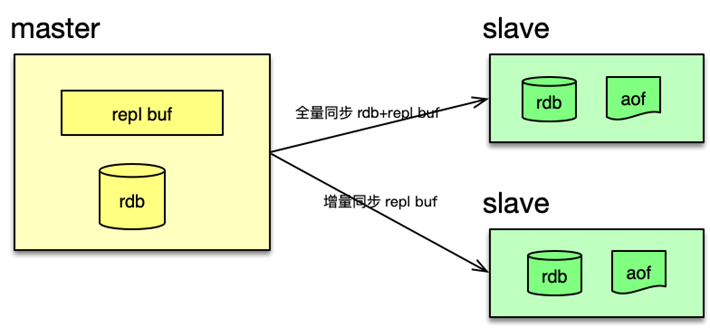 master
repl buf
rdb
全量同步 rdb+repl buf
增量同步 repl buf
slave
rdb
aof
slave
rdb
aof